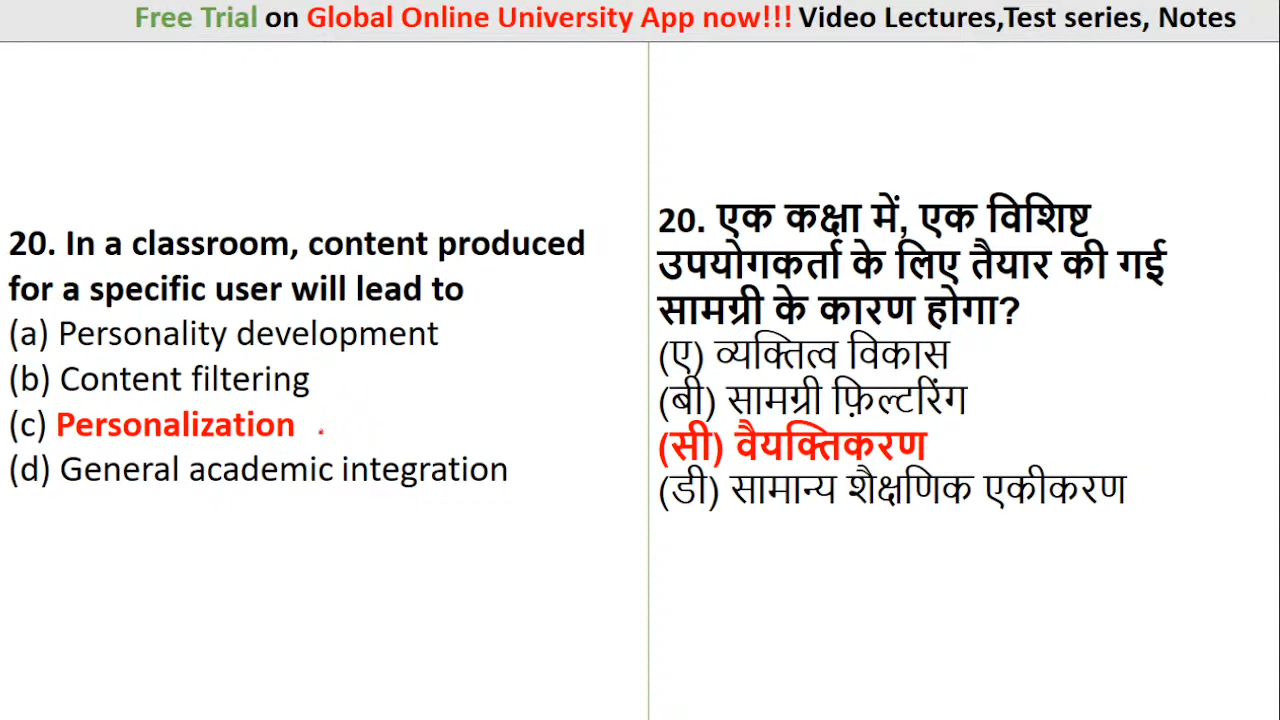 Free Trial on Global Online University App now!!! Video Lectures,Test series, Notes
20. In a classroom, content produced
for a specific user will lead to
(a) Personality development
(b) Content filtering
(c) Personalization
(d) General academic integration
20. एक कक्षा में, एक विशिष्ट
उपयोगकर्ता के लिए तैयार की गई
सामग्री के कारण होगा?
(ए) व्यक्तित्व विकास
(बी) सामग्री फ़िल्टरिंग
(सी) वैयक्तिकरण
(डी) सामान्य शैक्षणिक एकीकरण